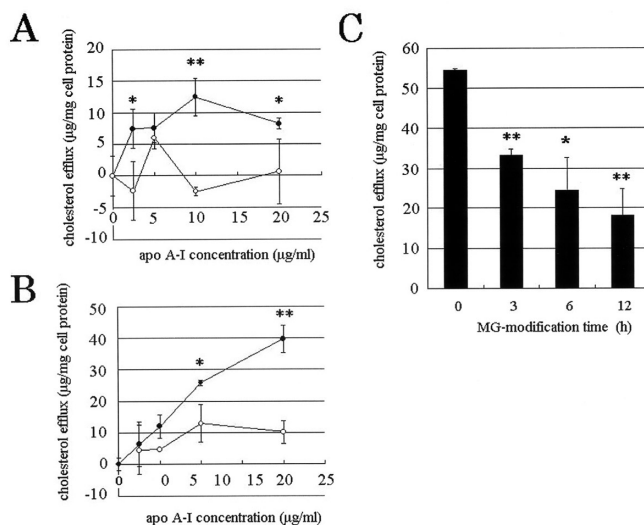 A
cholesterol efflux (µg/mg cell protein)
20
15
10
5
0
-5
-10
*
**
*
0 5 10 15 20 25
apo A-I concentration (µg/ml)
B
cholesterol efflux (µg/mg cell protein)
50
40
30
20
10
0
-10
*
**
0 0 5 15 20 25
apo A-I concentration (µg/ml)
C
cholesterol efflux (µg/mg cell protein)
60
50
40
30
20
10
0
**
*
**
0 3 6 12
MG-modification time (h)